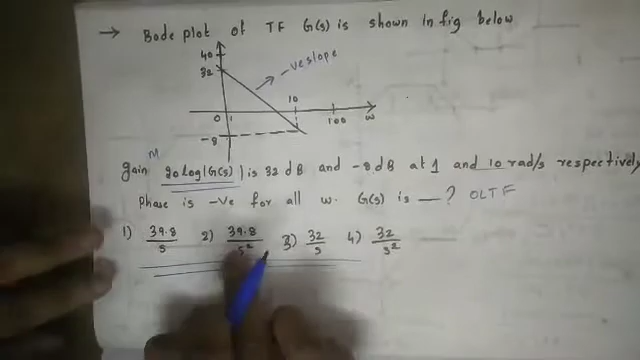 → Bode plot of TF G(s) is shown in fig below
40
32
-ve slope
10
0
1
100
w
-8
M
gain 20 log|G(s)| is 32 dB and -8 dB at 1 and 10 rad/s respectively
Phase is -Ve for all w. G(s) is — ? OLTF
1) 39.8/s 2) 39.8/s² 3) 32/s 4) 32/s²